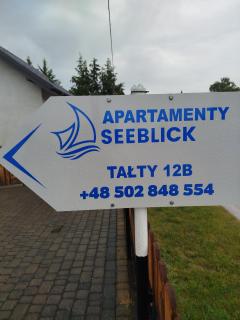 APARTAMENTY
SEEBLICK
TAŁTY 12B
+48 502 848 554